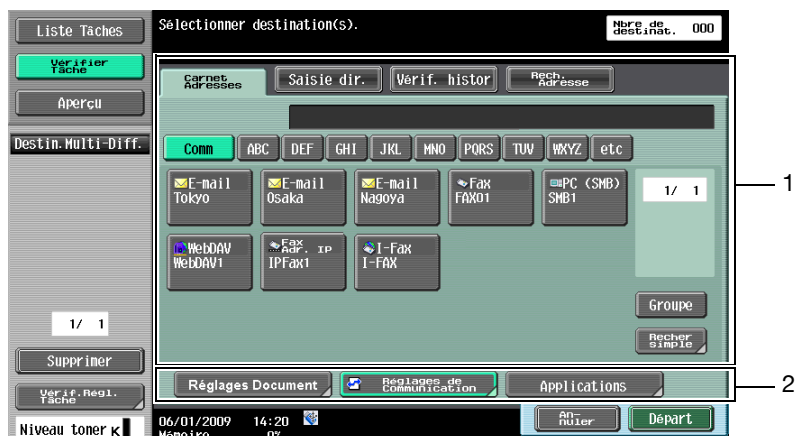 Liste Tâches
Sélectionner destination(s).
Nbre de
destinat. 000
Vérifier
Tâche
Aperçu
Destin.Multi-Diff.
1/ 1
Supprimer
Vérif.Régl.
Tâche
Niveau toner K
Carnet
Adresses
Saisie dir.
Vérif. histor
Rech.
Adresse
Comm ABC DEF GHI JKL MNO PQRS TUV WXYZ etc
E-mail
Tokyo
E-mail
Osaka
E-mail
Nagoya
Fax
FAX01
PC (SMB)
SMB1
1/ 1
WebDAV
WebDAV1
Fax
Adr. IP
IPFax1
I-Fax
I-FAX
Groupe
Recher
simple
Réglages Document
Réglages de
Communication
Applications
06/01/2009 14:20
Mémoire 0%
An-
nuler
Départ
1
2